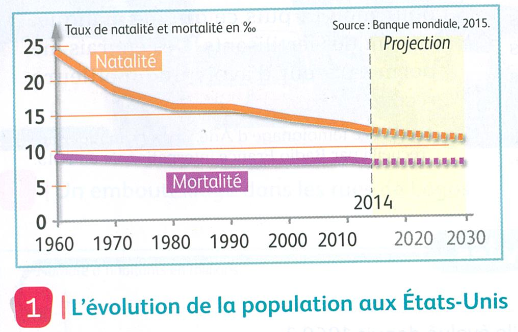 Taux de natalité et mortalité en ‰
Source : Banque mondiale, 2015.
Projection
25
Natalité
20
15
10
Mortalité
5
2014
0
1960 1970 1980 1990 2000 2010 2020 2030
1 L'évolution de la population aux États-Unis